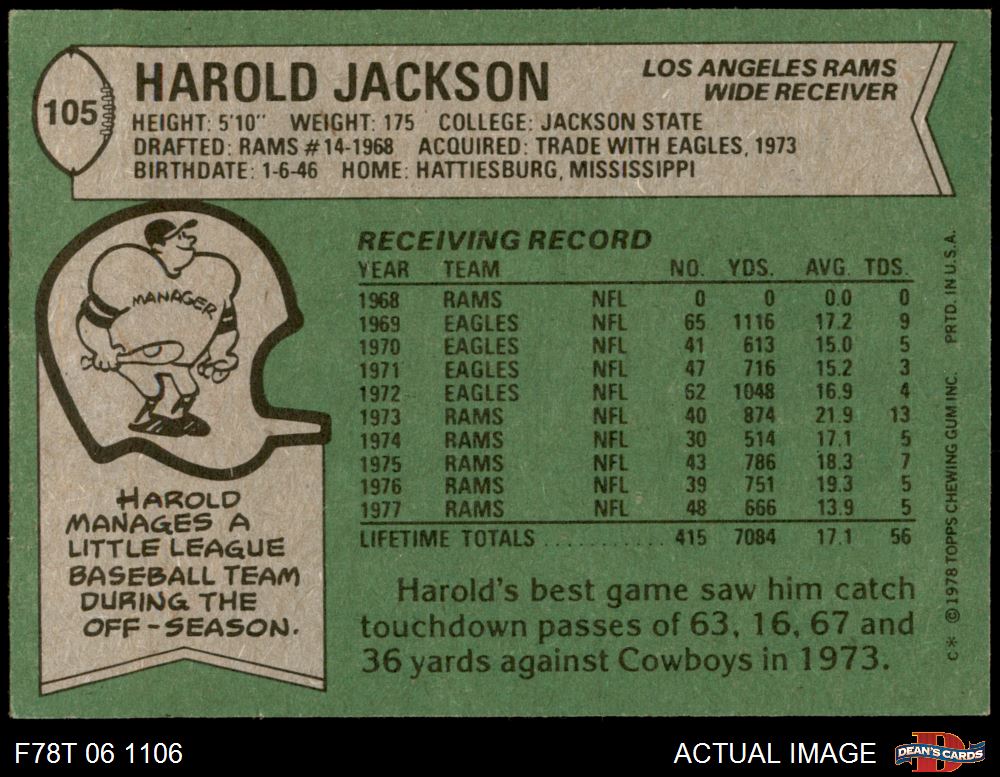 105
HAROLD JACKSON
LOS ANGELES RAMS
WIDE RECEIVER
HEIGHT: 5'10" WEIGHT: 175 COLLEGE: JACKSON STATE
DRAFTED: RAMS #14-1968 ACQUIRED: TRADE WITH EAGLES, 1973
BIRTHDATE: 1-6-46 HOME: HATTIESBURG, MISSISSIPPI
MANAGER
HAROLD
MANAGES A
LITTLE LEAGUE
BASEBALL TEAM
DURING THE
OFF-SEASON.
RECEIVING RECORD
YEAR TEAM NO. YDS. AVG. TDS.
1968 RAMS NFL 0 0 0.0 0
1969 EAGLES NFL 65 1116 17.2 9
1970 EAGLES NFL 41 613 15.0 5
1971 EAGLES NFL 47 716 15.2 3
1972 EAGLES NFL 62 1048 16.9 4
1973 RAMS NFL 40 874 21.9 13
1974 RAMS NFL 30 514 17.1 5
1975 RAMS NFL 43 786 18.3 7
1976 RAMS NFL 39 751 19.3 5
1977 RAMS NFL 48 666 13.9 5
LIFETIME TOTALS ........... 415 7084 17.1 56
Harold's best game saw him catch
touchdown passes of 63, 16, 67 and
36 yards against Cowboys in 1973.
C* ©1978 TOPPS CHEWING GUM INC. PRTD. IN U.S.A.
F78T 06 1106
ACTUAL IMAGE
D
DEAN'S CARDS